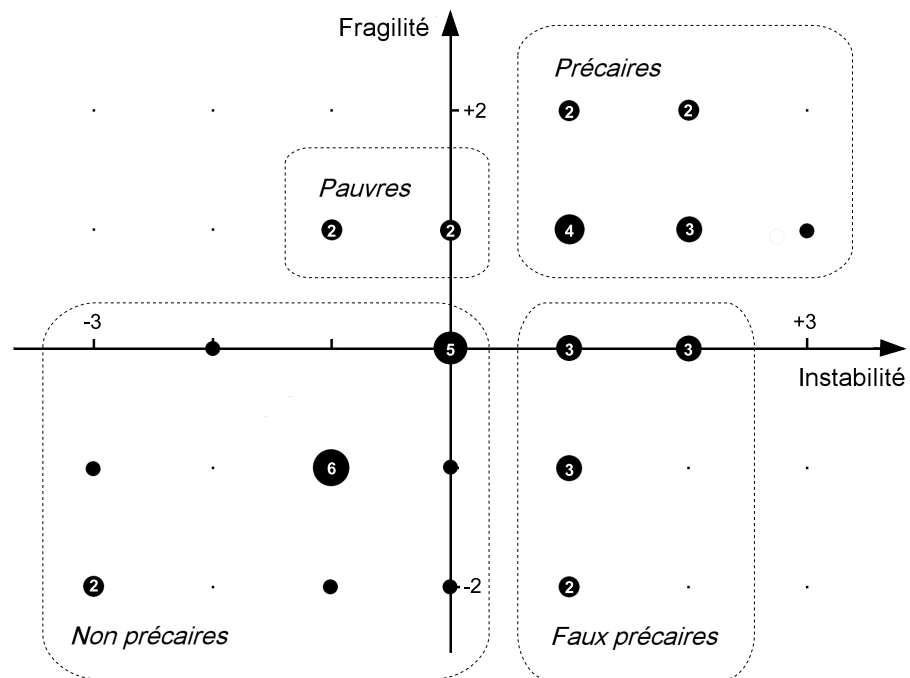 Fragilité
Précaires
+2
2
2
Pauvres
2
2
4
3
-3
+3
5
3
3
Instabilité
6
3
2
-2
2
Non précaires
Faux précaires